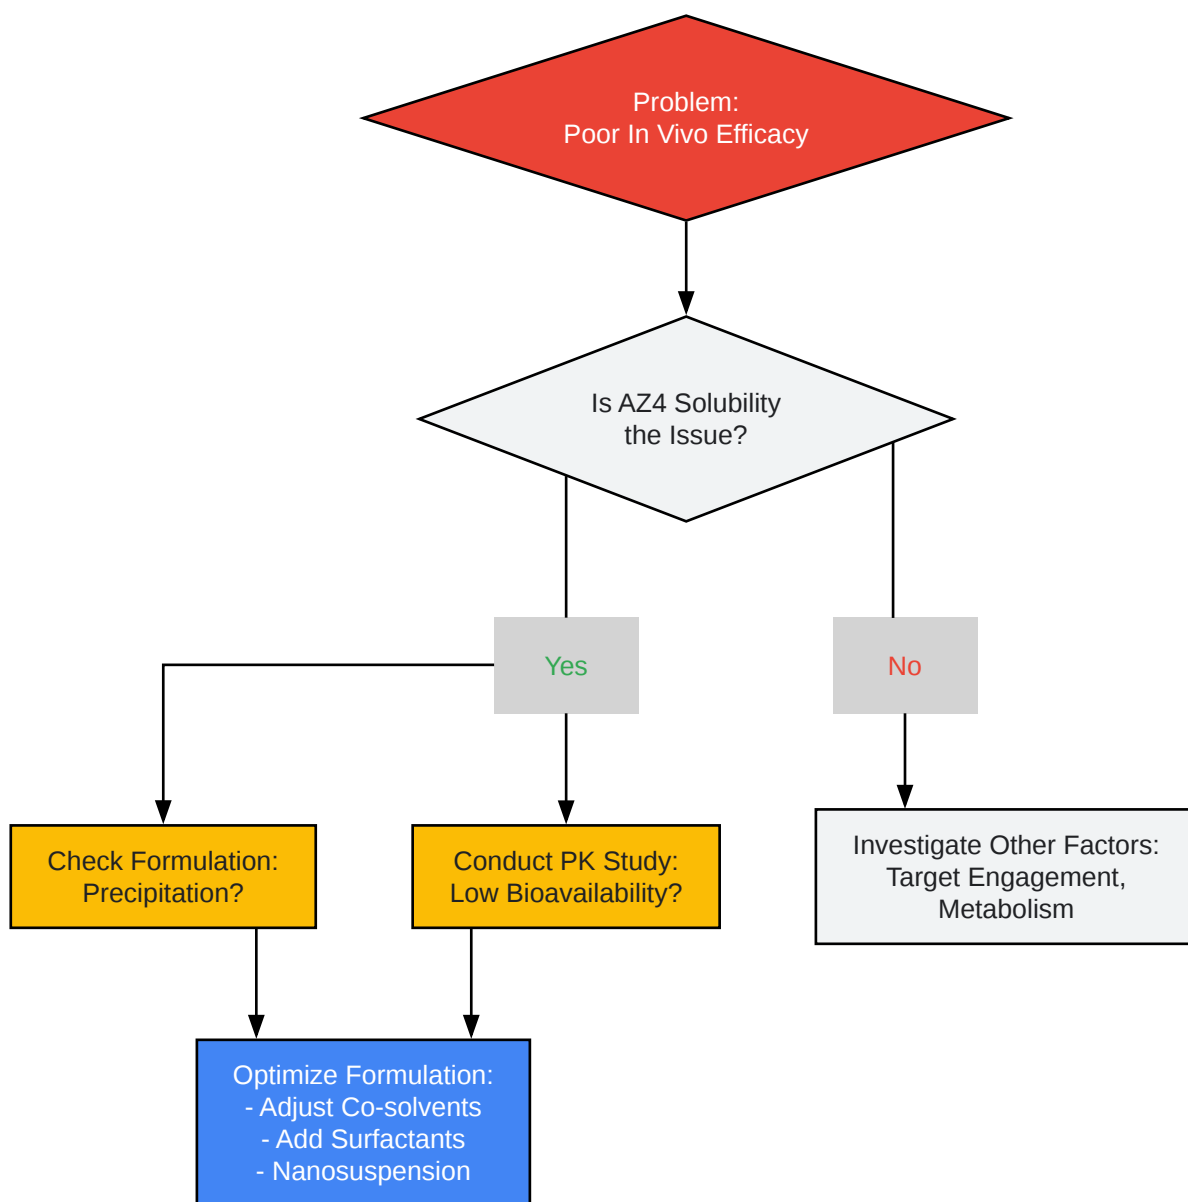 Problem:
Poor In Vivo Efficacy
Is AZ4 Solubility
the Issue?
Yes
No
Check Formulation:
Precipitation?
Conduct PK Study:
Low Bioavailability?
Investigate Other Factors:
Target Engagement,
Metabolism
Optimize Formulation:
- Adjust Co-solvents
- Add Surfactants
- Nanosuspension